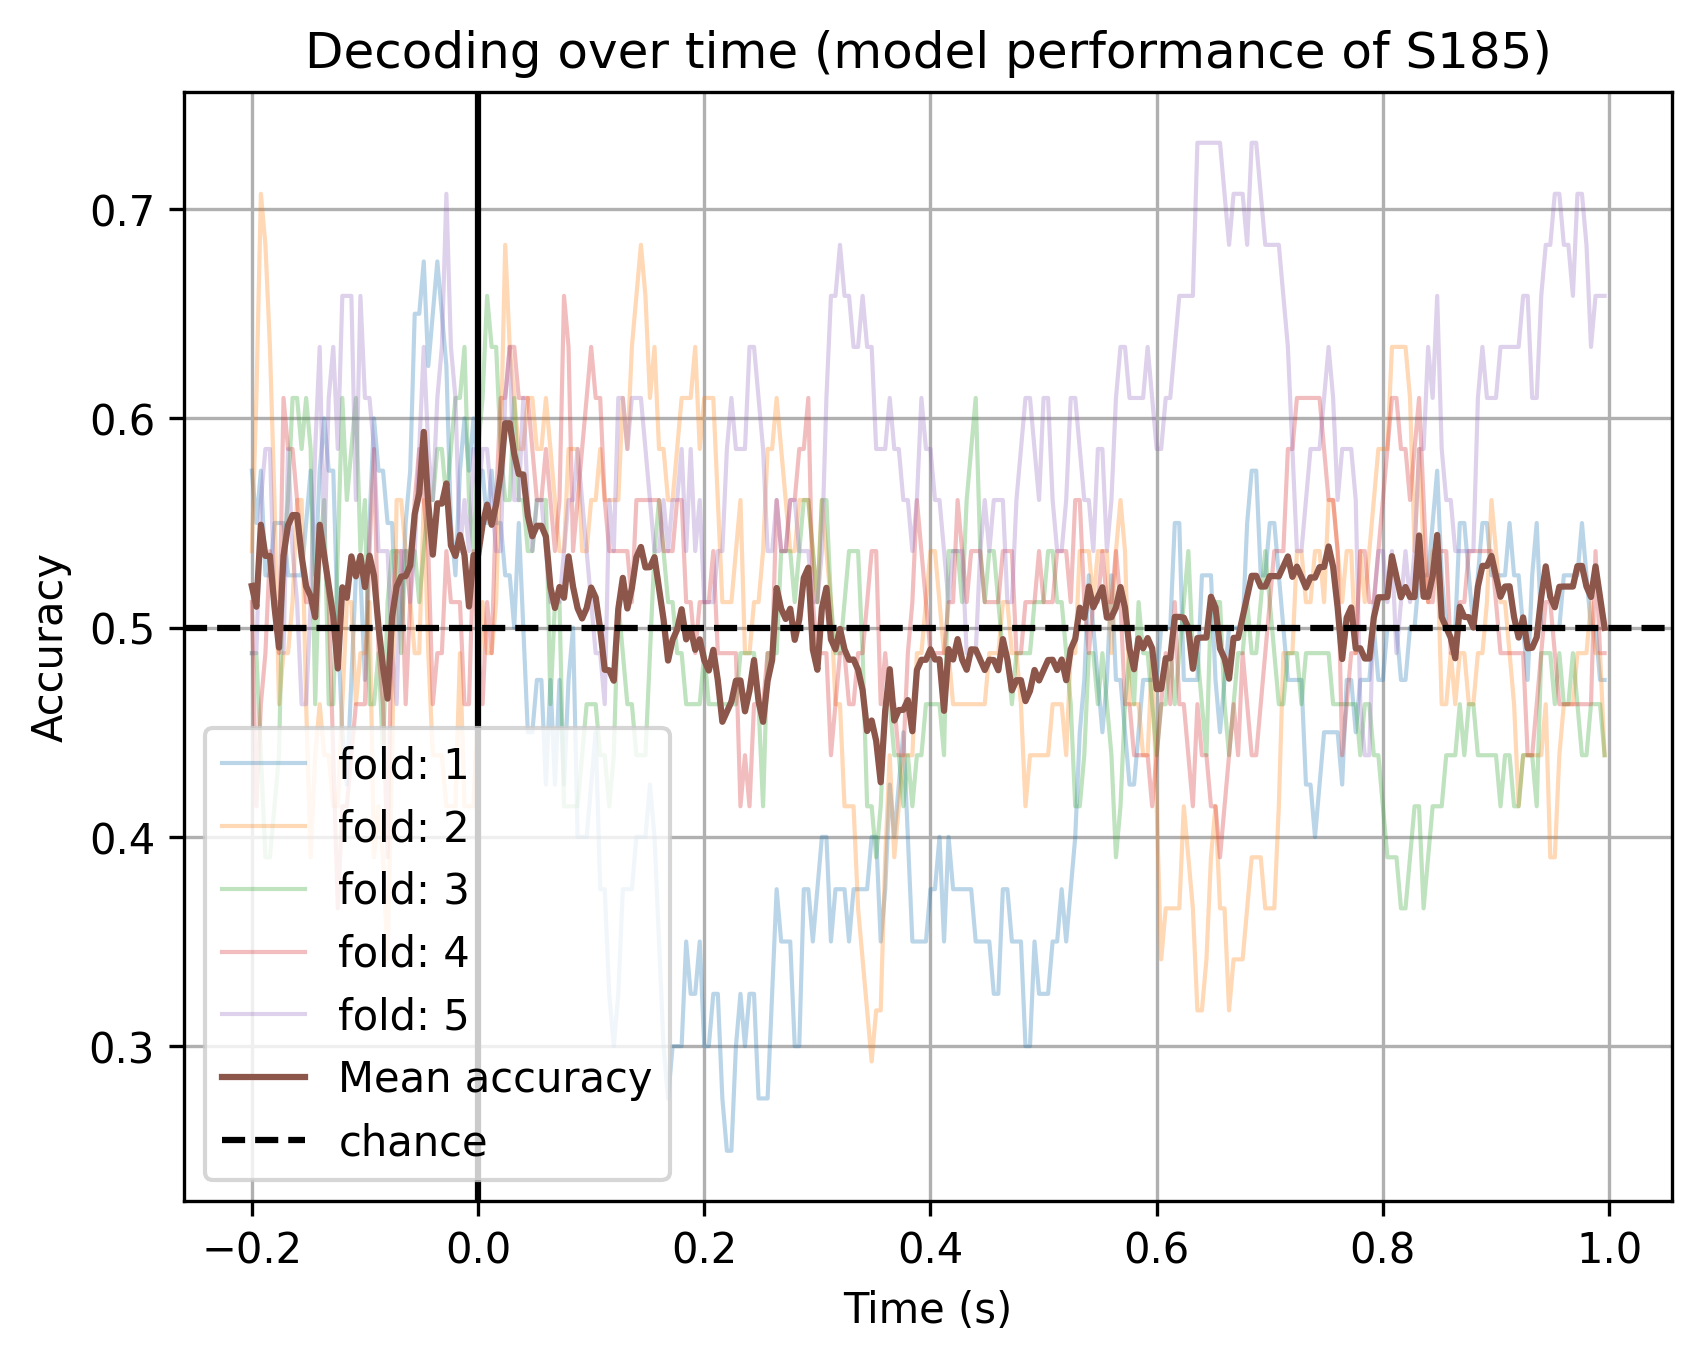 Decoding over time (model performance of S185)
Accuracy
0.7
0.6
0.5
0.4
0.3
fold: 1
fold: 2
fold: 3
fold: 4
fold: 5
Mean accuracy
chance
−0.2 0.0 0.2 0.4 0.6 0.8 1.0
Time (s)